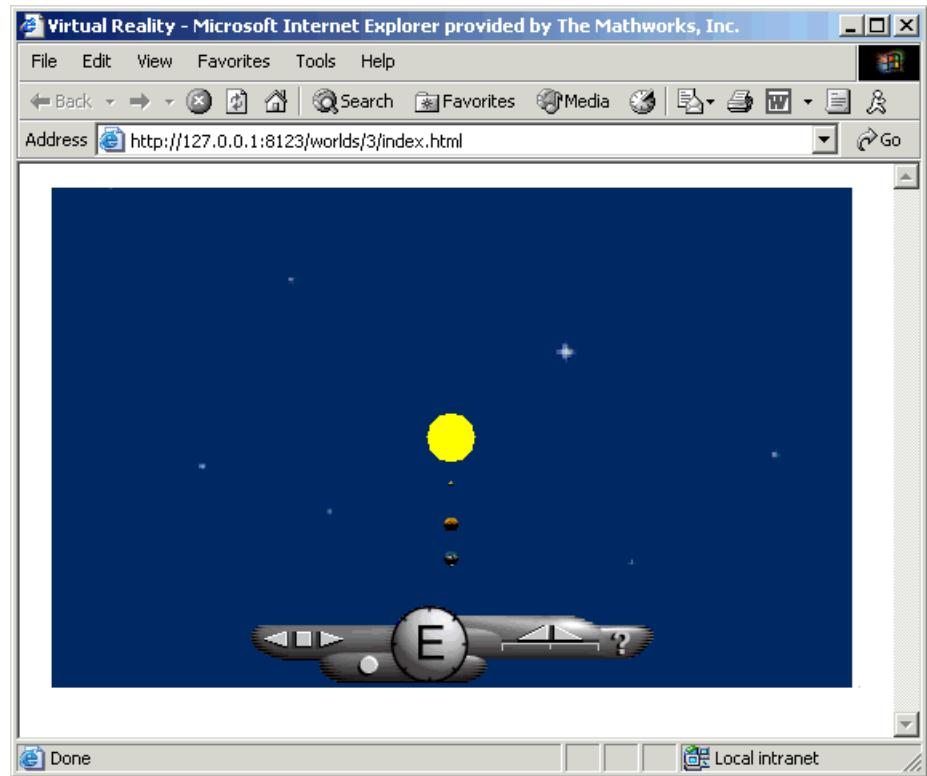 Virtual Reality - Microsoft Internet Explorer provided by The Mathworks, Inc.
File Edit View Favorites Tools Help
Back Search Favorites Media W
Address http://127.0.0.1:8123/worlds/3/index.html Go
E ?
Done Local intranet